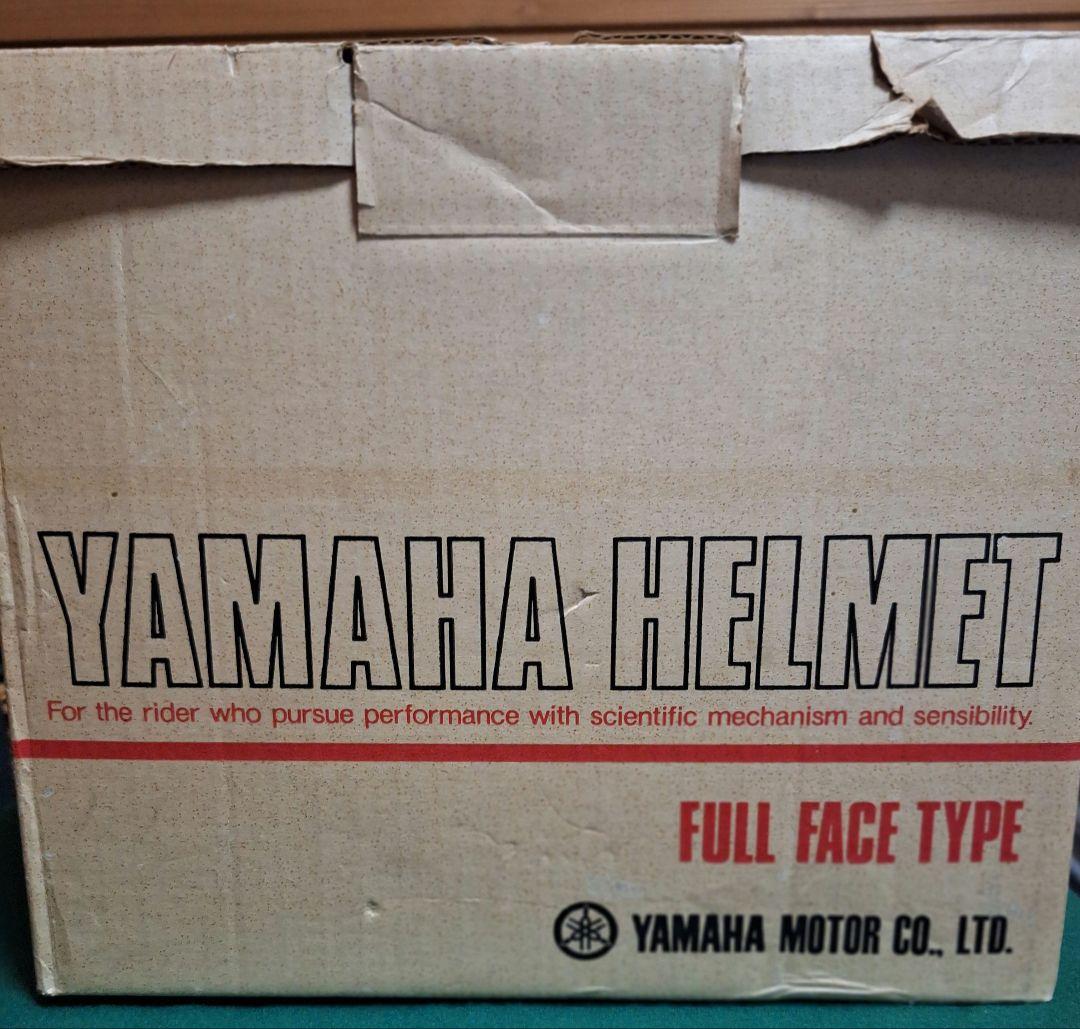 YAMAHA HELMET
For the rider who pursue performance with scientific mechanism and sensibility.
FULL FACE TYPE
YAMAHA MOTOR CO., LTD.